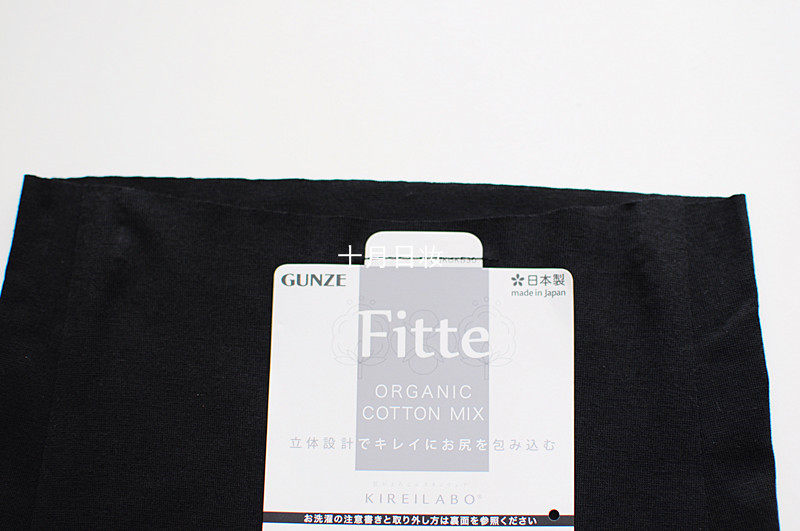 十月日妆
GUNZE
日本製
made in Japan
Fitte
ORGANIC
COTTON MIX
立体設計でキレイにお尻を包み込む
KIREILABO®
お洗濯の注意書きと取り外し方は裏面を参照ください